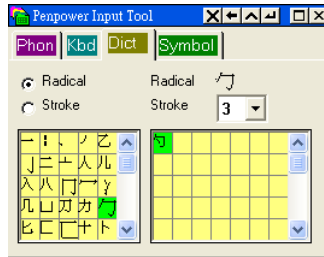 Penpower Input Tool
Phon Kbd Dict Symbol
Radical Radical 勹
Stroke Stroke 3
一 丨 丶 丿 乙 勺
亅 二 亠 人 儿
入 八 冂 冖 冫
几 凵 刀 力 勹
匕 匚 匸 十 卜